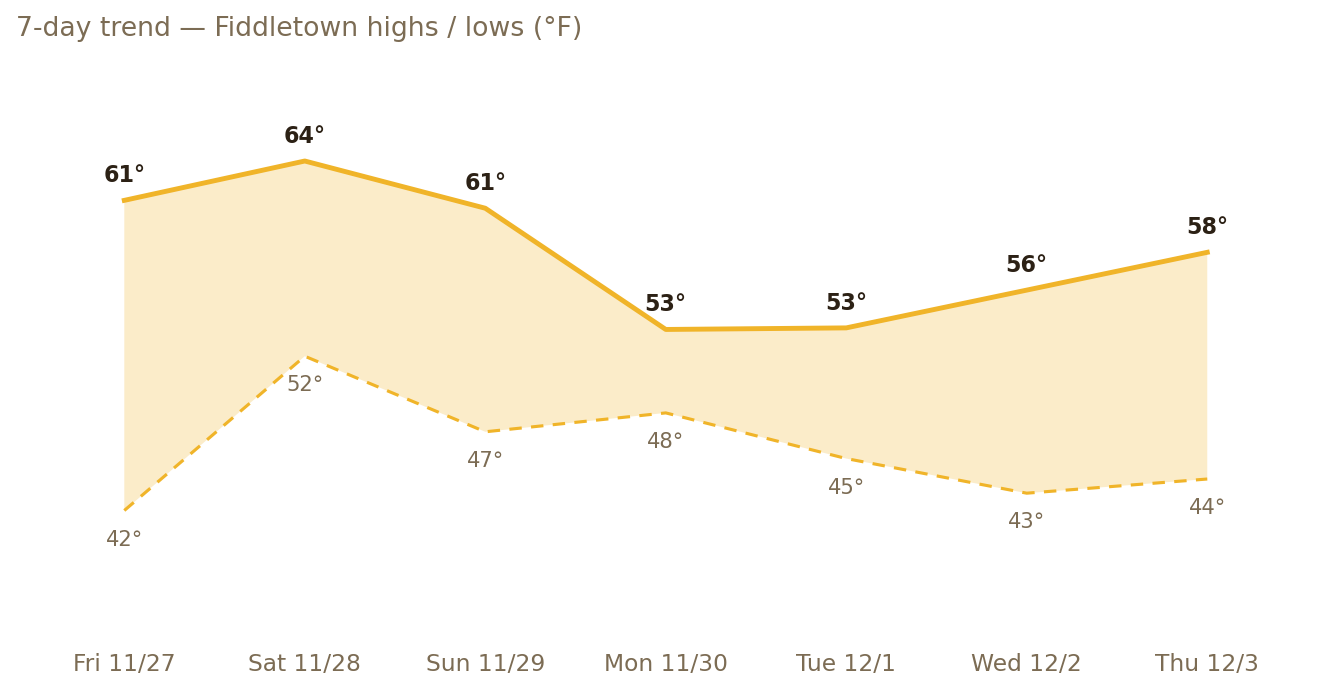 7-day trend — Fiddletown highs / lows (°F)
61° 64° 61° 53° 53° 56° 58°
42° 52° 47° 48° 45° 43° 44°
Fri 11/27 Sat 11/28 Sun 11/29 Mon 11/30 Tue 12/1 Wed 12/2 Thu 12/3